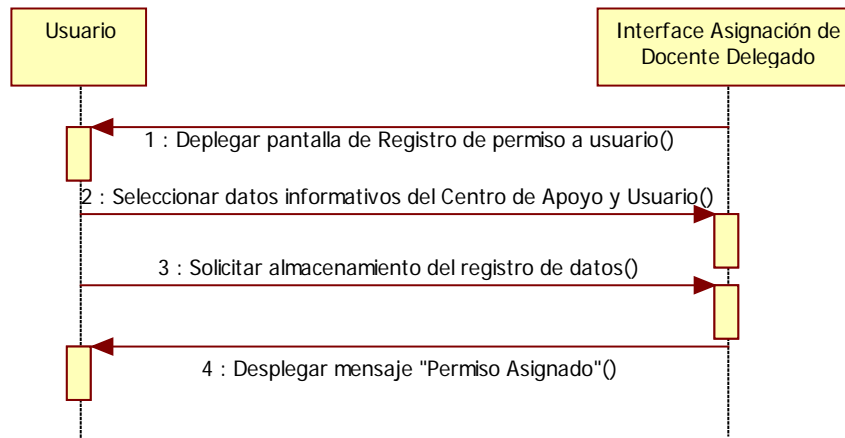 Usuario
Interface Asignación de
Docente Delegado
1 : Deplegar pantalla de Registro de permiso a usuario()
2 : Seleccionar datos informativos del Centro de Apoyo y Usuario()
3 : Solicitar almacenamiento del registro de datos()
4 : Desplegar mensaje "Permiso Asignado"()